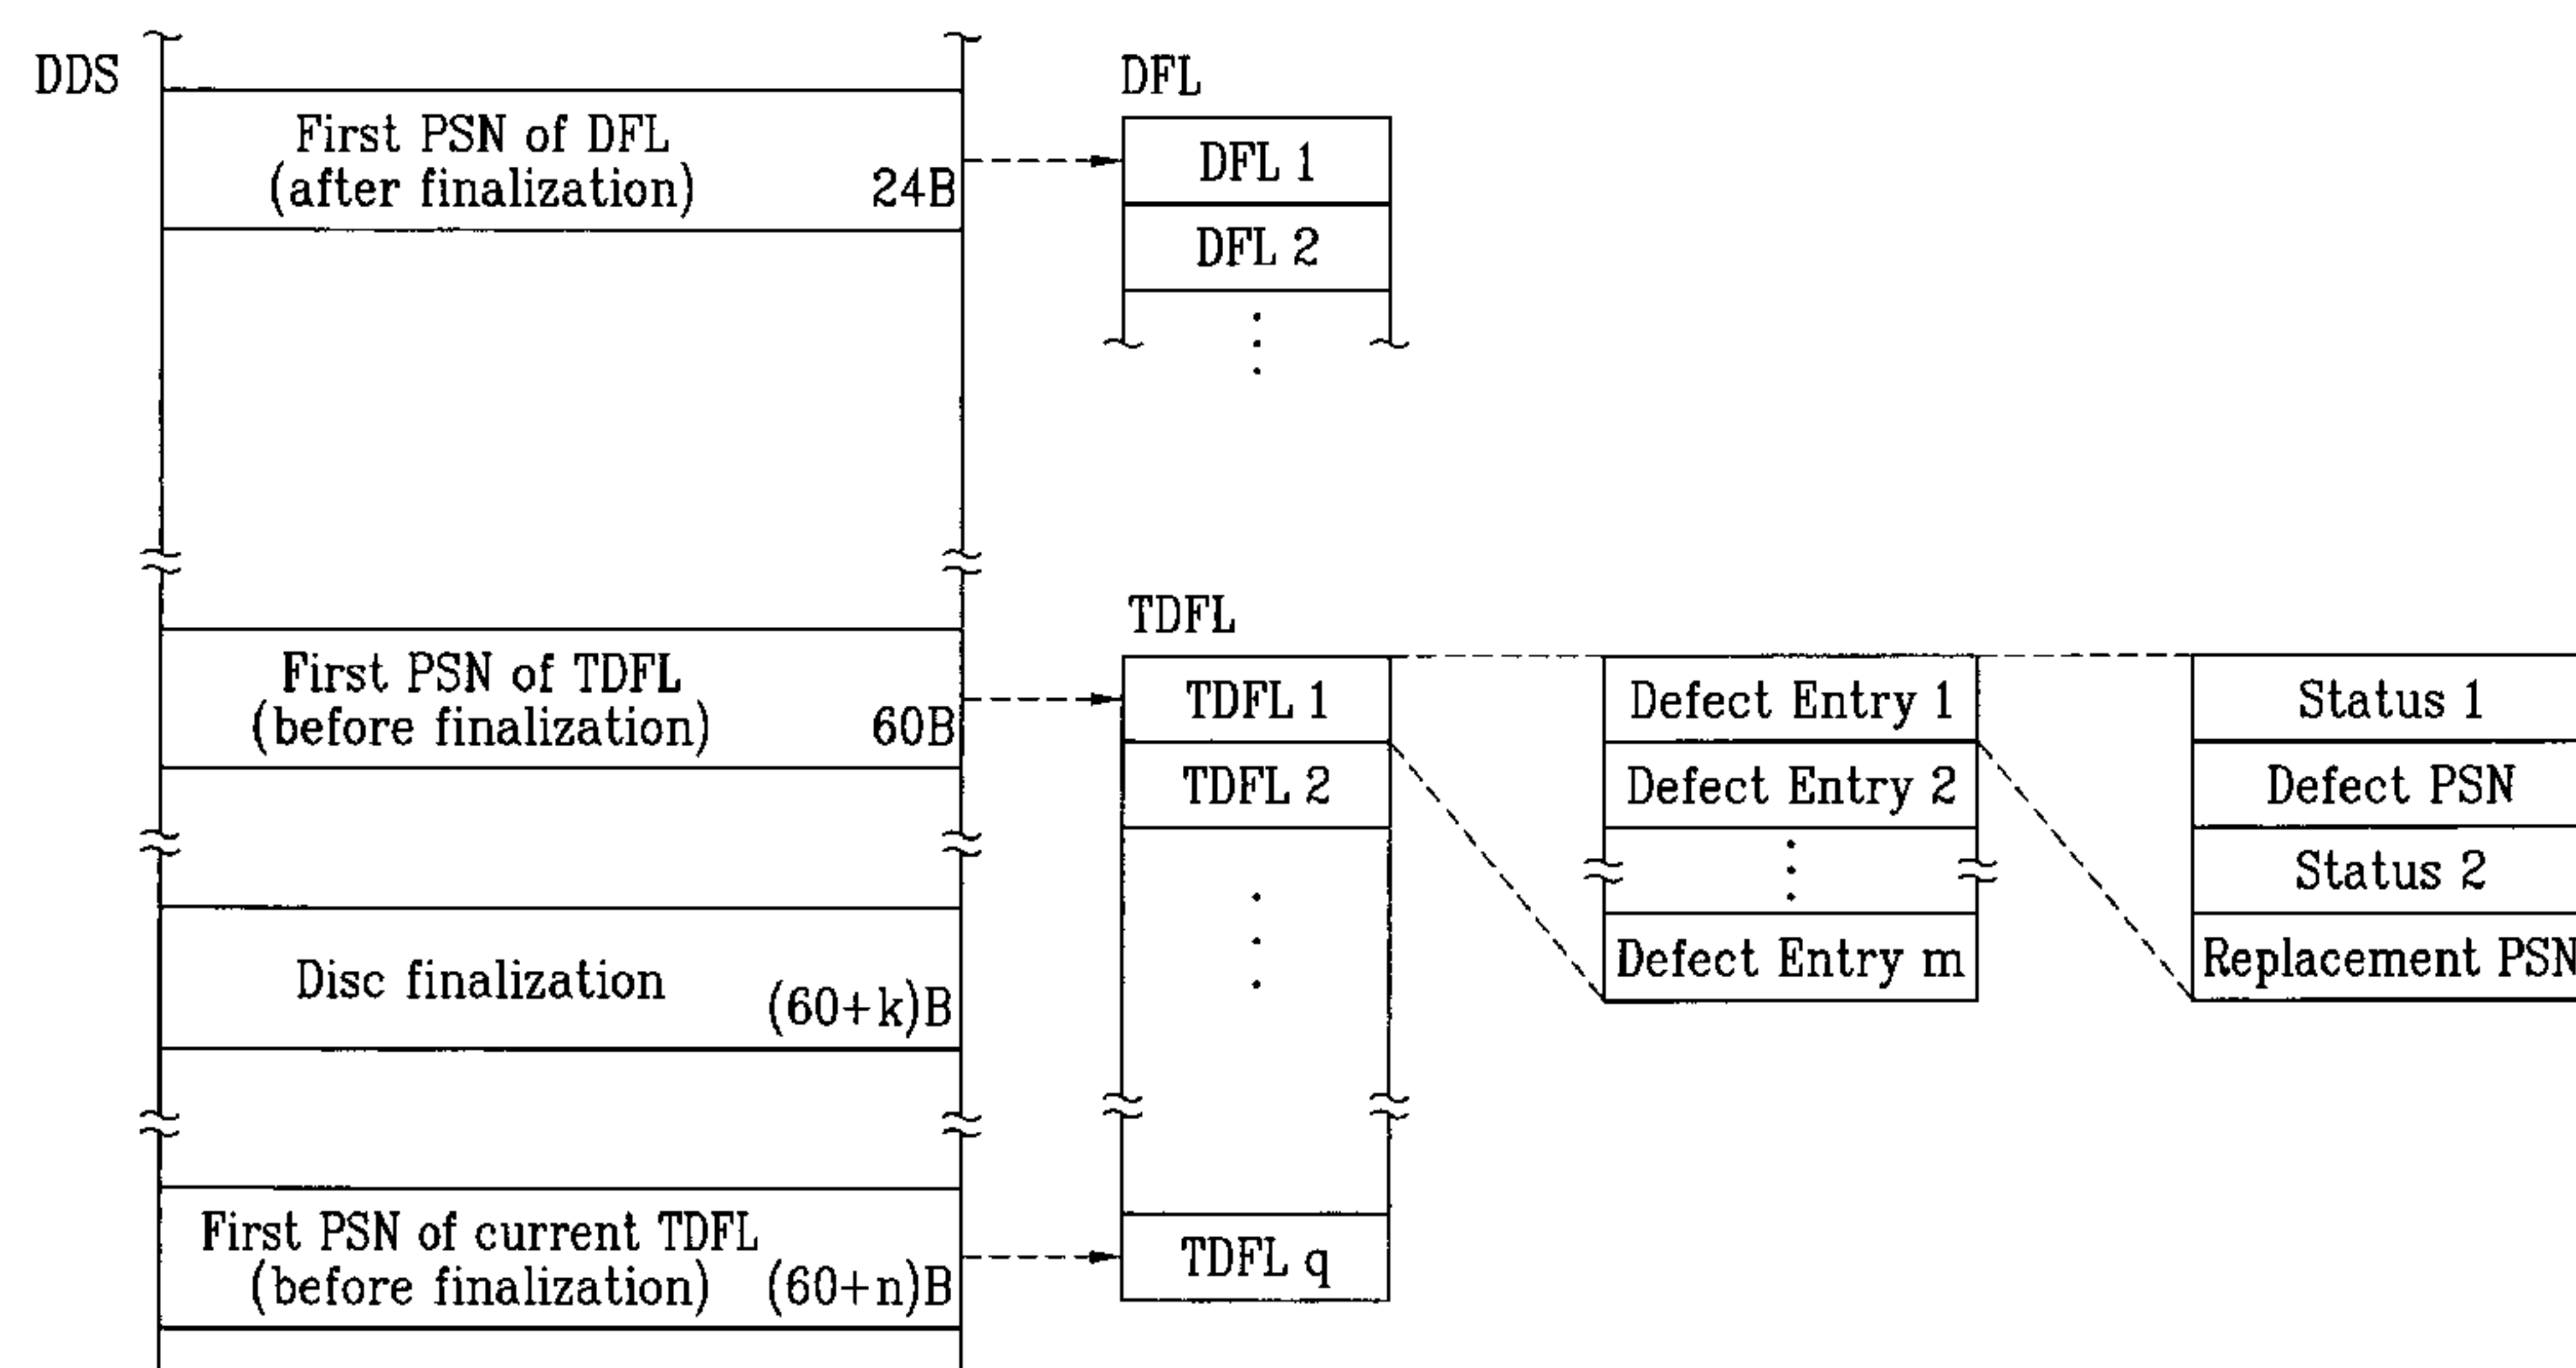 DDS
First PSN of DFL
(after finalization)
24B
DFL
DFL 1
DFL 2
First PSN of TDFL
(before finalization)
60B
TDFL
TDFL 1
TDFL 2
Defect Entry 1
Defect Entry 2
Defect Entry m
Status 1
Defect PSN
Status 2
Replacement PSN
Disc finalization
(60+k)B
First PSN of current TDFL
(before finalization)
(60+n)B
TDFL q